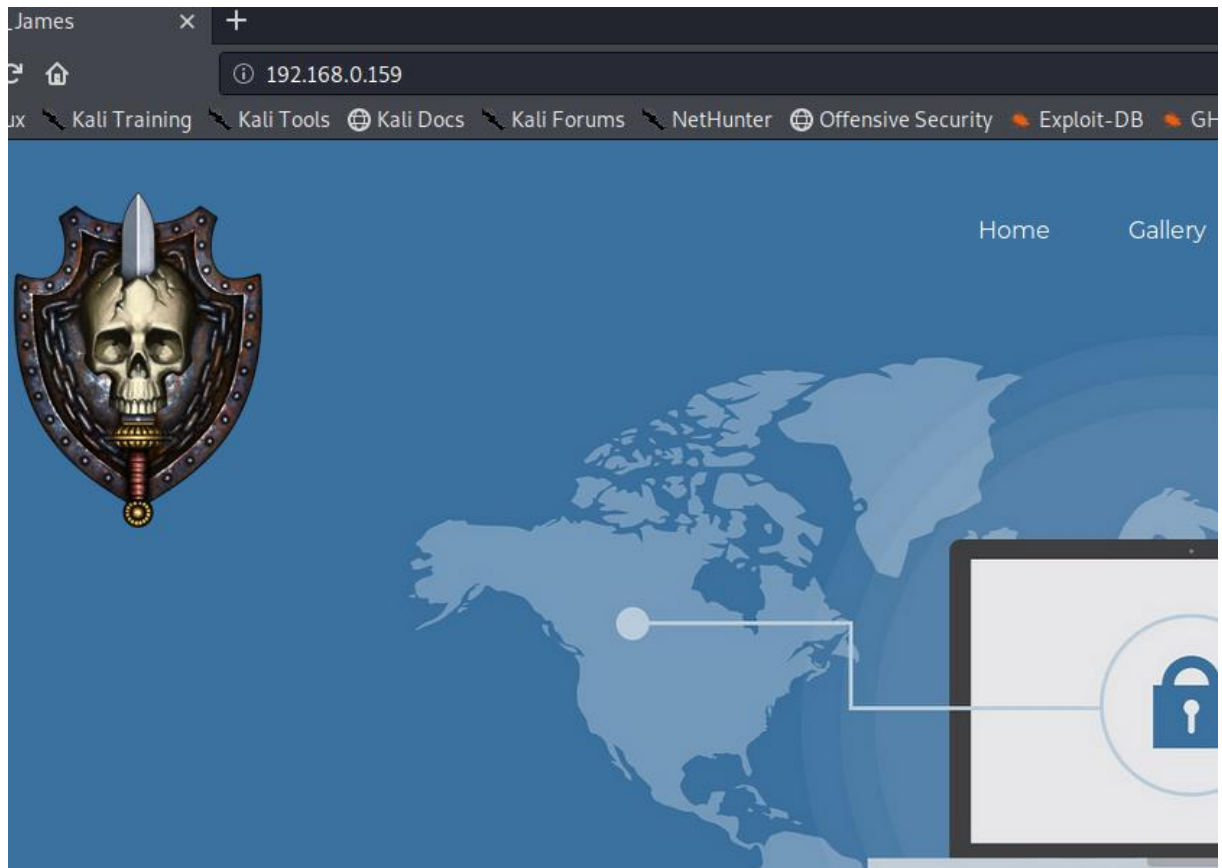 _James
192.168.0.159
Kali Training Kali Tools Kali Docs Kali Forums NetHunter Offensive Security Exploit-DB
Home Gallery